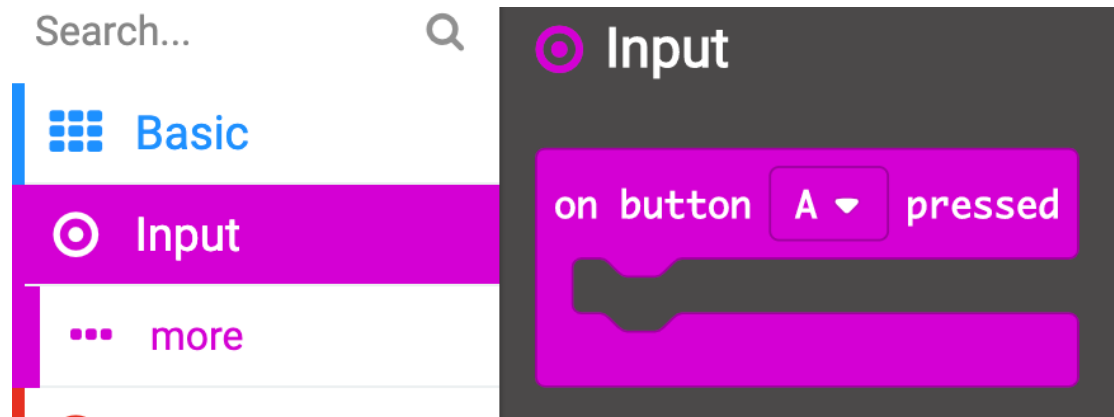 Search...
Basic
Input
more
Input
on button A pressed